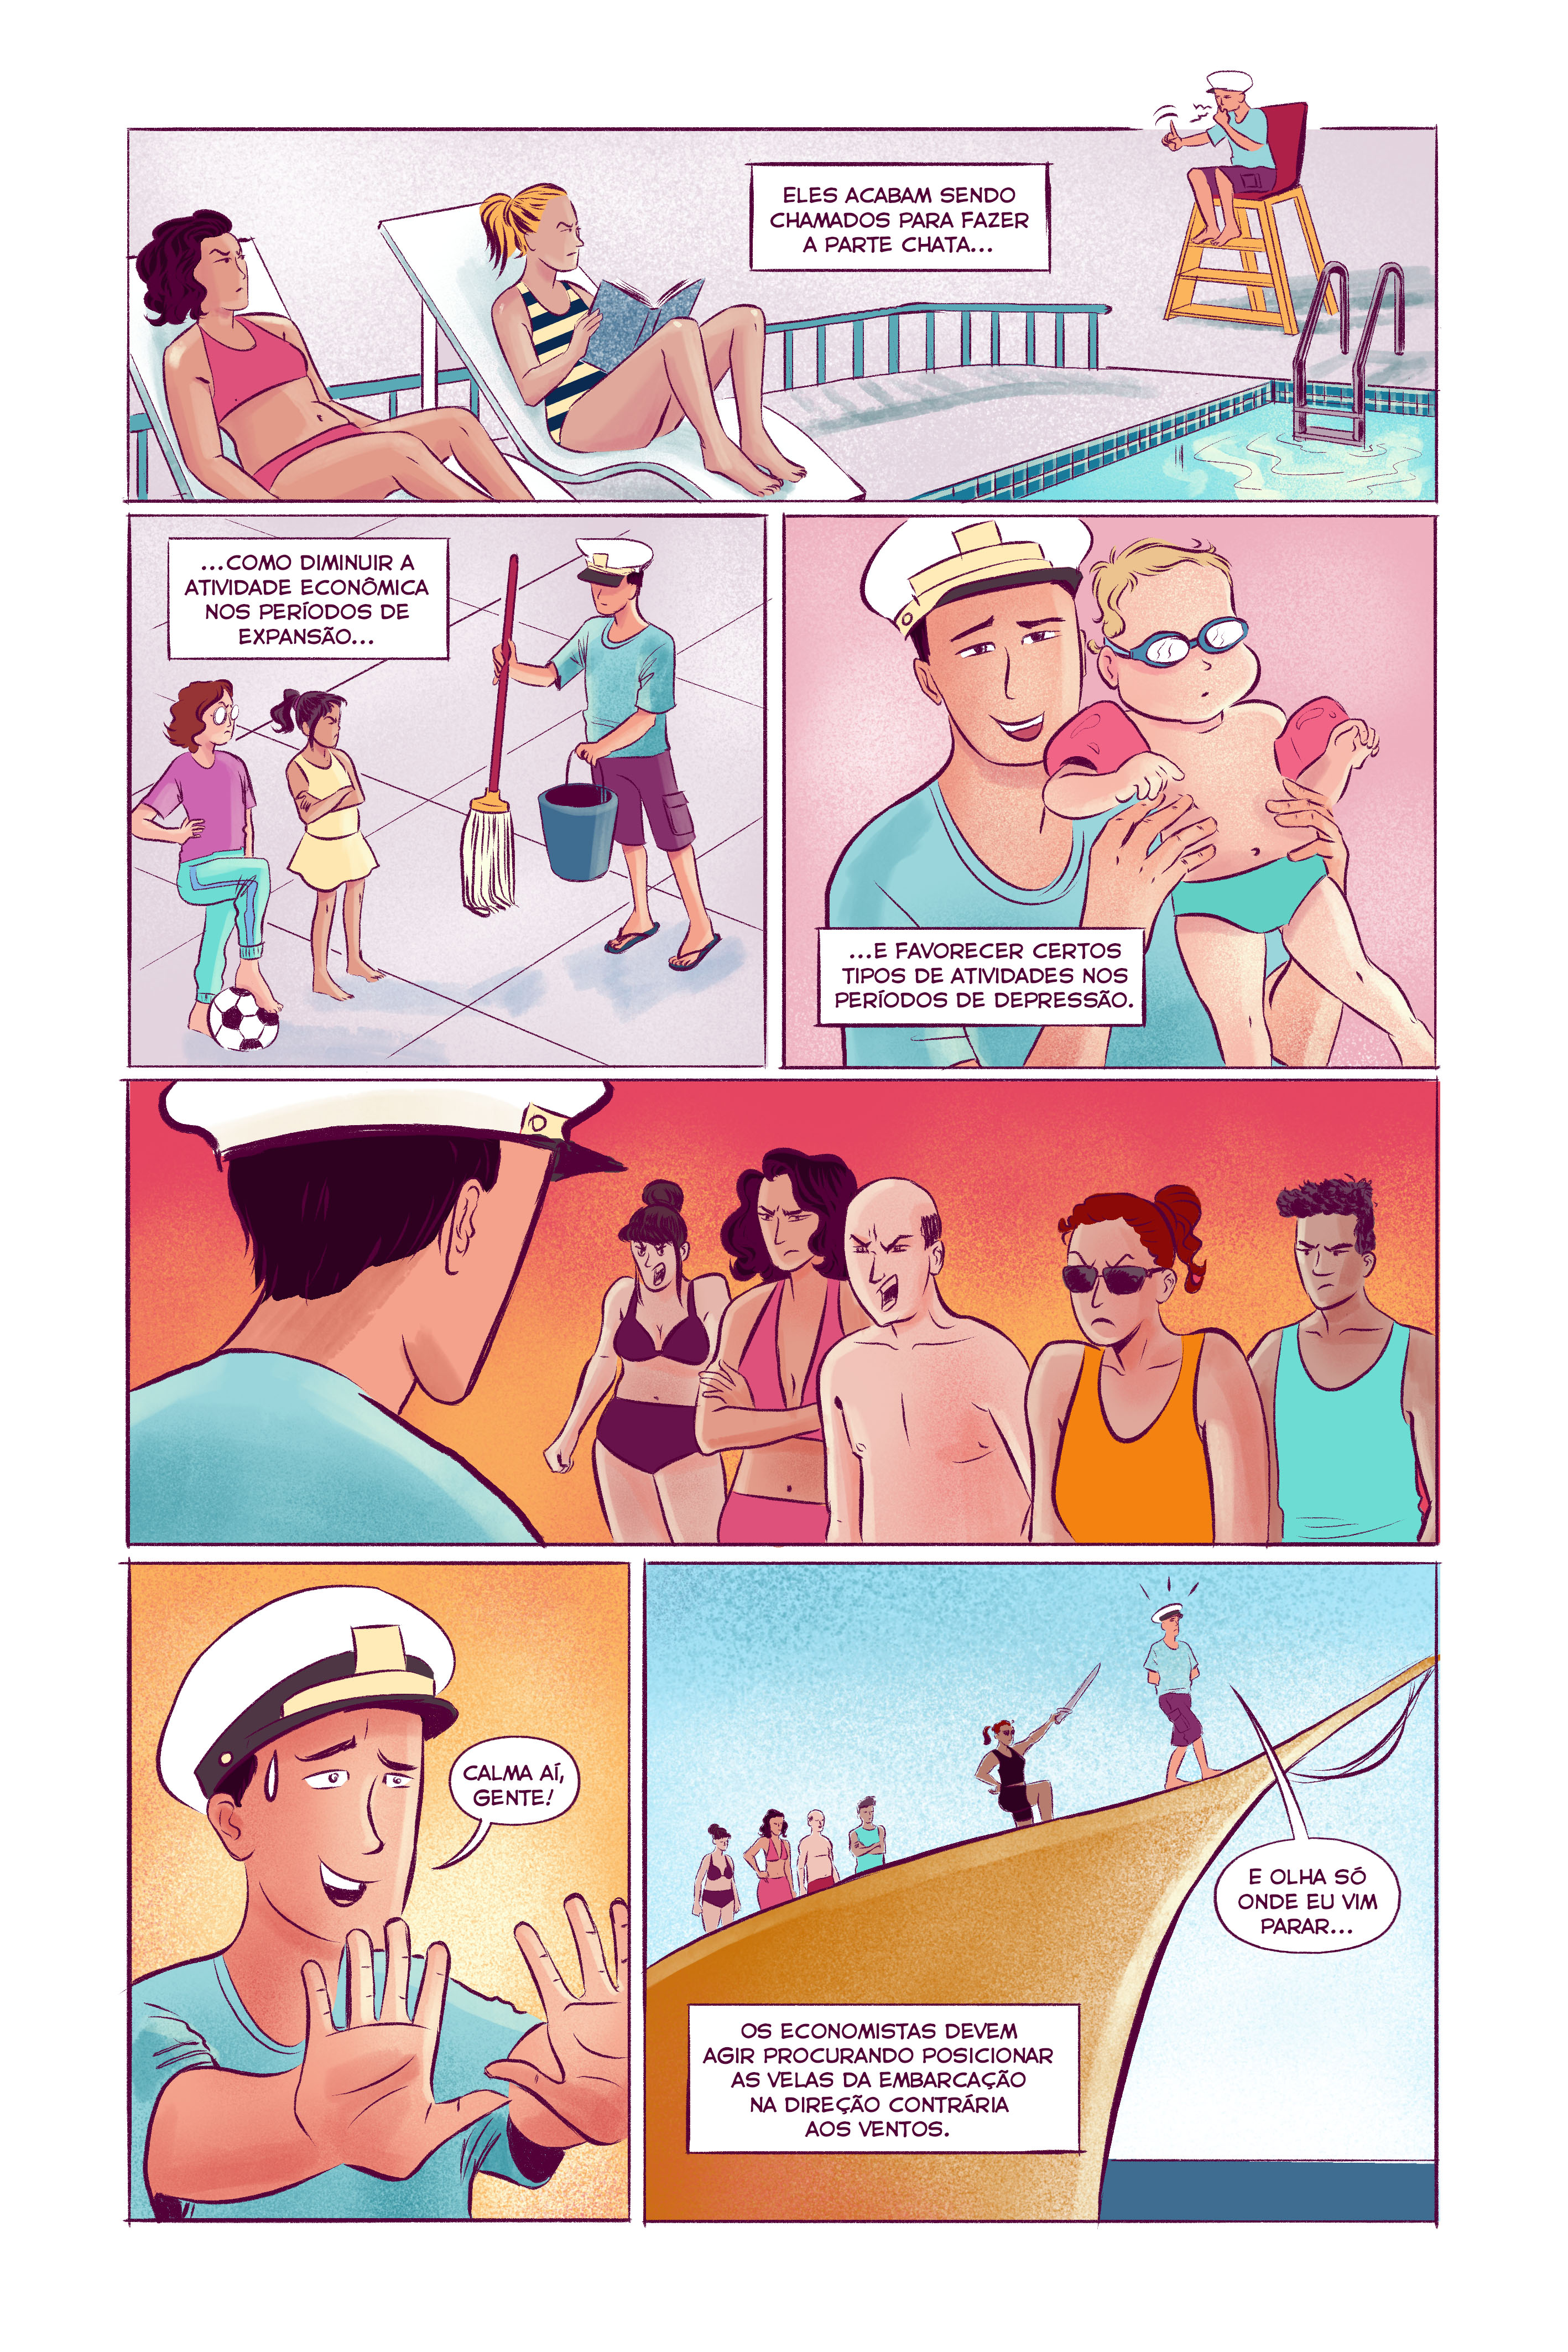 ELES ACABAM SENDO
CHAMADOS PARA FAZER
A PARTE CHATA...
...COMO DIMINUIR A
ATIVIDADE ECONÔMICA
NOS PERÍODOS DE
EXPANSÃO...
...E FAVORECER CERTOS
TIPOS DE ATIVIDADES NOS
PERÍODOS DE DEPRESSÃO.
CALMA AÍ,
GENTE!
E OLHA SÓ
ONDE EU VIM
PARAR...
OS ECONOMISTAS DEVEM
AGIR PROCURANDO POSICIONAR
AS VELAS DA EMBARCAÇÃO
NA DIREÇÃO CONTRÁRIA
AOS VENTOS.